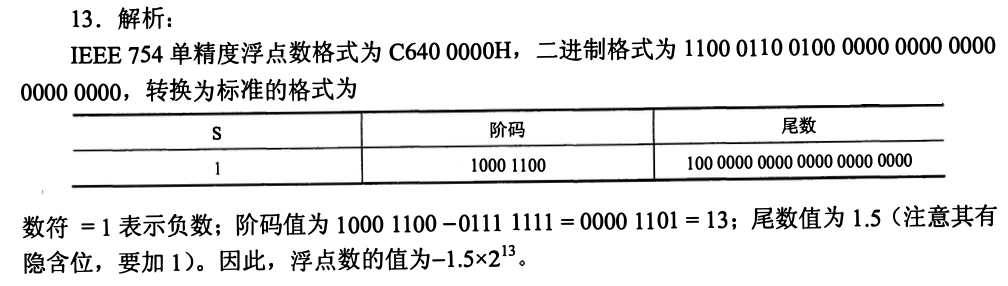 13. 解析：
IEEE 754 单精度浮点数格式为 C640 0000H，二进制格式为 1100 0110 0100 0000 0000 0000
0000 0000，转换为标准的格式为
S 阶码 尾数
1 1000 1100 100 0000 0000 0000 0000 0000
数符 = 1 表示负数；阶码值为 1000 1100 −0111 1111 = 0000 1101 = 13；尾数值为 1.5（注意其有
隐含位，要加 1）。因此，浮点数的值为−1.5×2¹³。